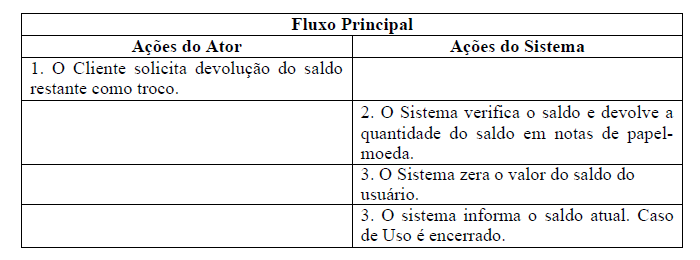 Fluxo Principal
Ações do Ator
Ações do Sistema
1. O Cliente solicita devolução do saldo
restante como troco.
2. O Sistema verifica o saldo e devolve a
quantidade do saldo em notas de papel-
moeda.
3. O Sistema zera o valor do saldo do
usuário.
3. O sistema informa o saldo atual. Caso
de Uso é encerrado.